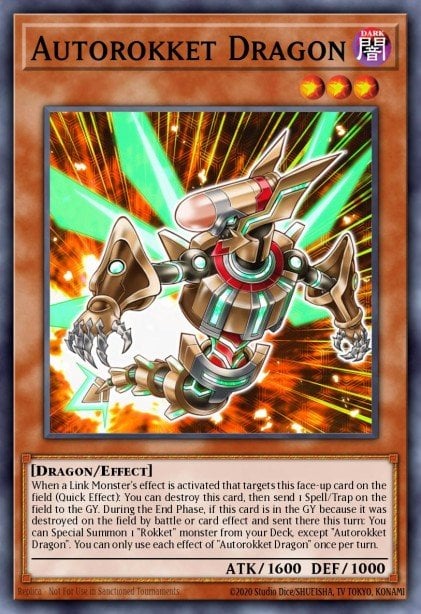 AUTOROKKET DRAGON
DARK
闇
[DRAGON/EFFECT]
When a Link Monster's effect is activated that targets this face-up card on the
field (Quick Effect): You can destroy this card, then send 1 Spell/Trap on the
field to the GY. During the End Phase, if this card is in the GY because it was
destroyed on the field by battle or card effect and sent there this turn: You
can Special Summon 1 "Rokket" monster from your Deck, except "Autorokket
Dragon". You can only use each effect of "Autorokket Dragon" once per turn.
ATK/1600 DEF/1000
Replica - Not For Use in Sanctioned Tournaments
©2020 Studio Dice/SHUEISHA, TV TOKYO, KONAMI